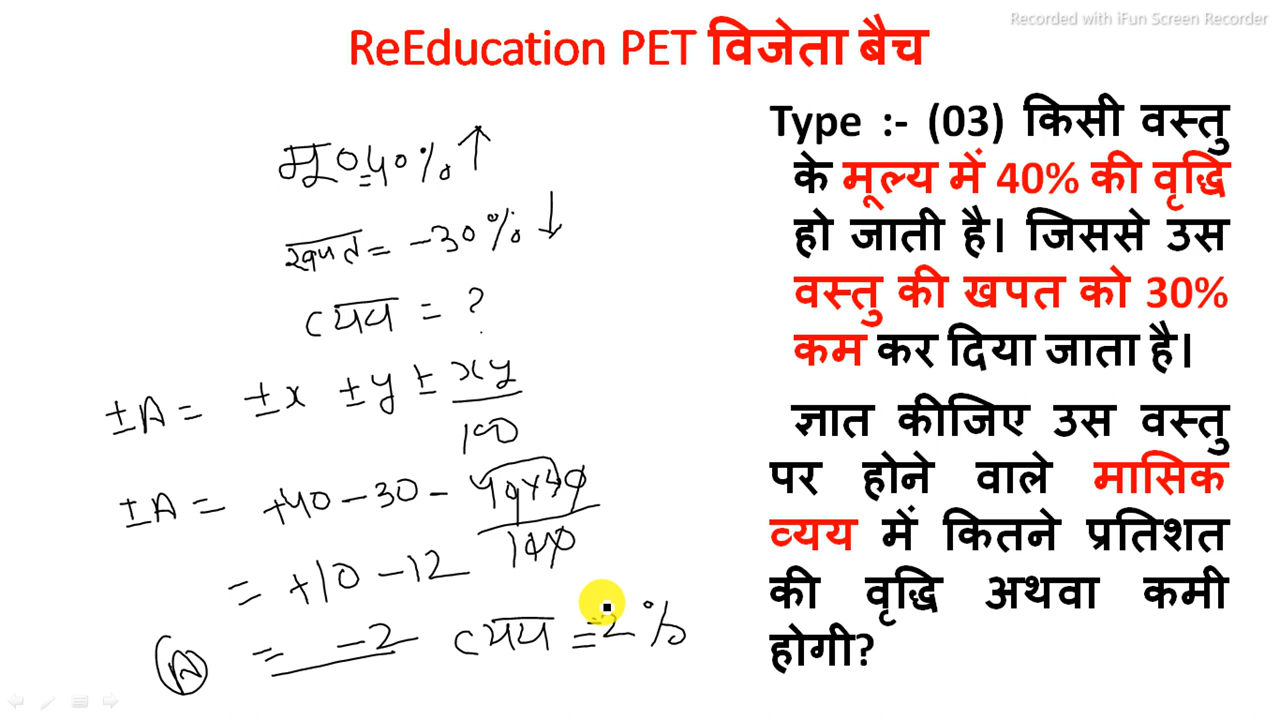 Recorded with iFun Screen Recorder
ReEducation PET विजेता बैच
मू0=40% ↑
खपत = -30% ↓
व्यय = ?
±A = ±x ±y ± xy/100
±A = +40 - 30 - 40×30/100
= +10 - 12
= -2 व्यय = -2%
Type :- (03) किसी वस्तु
के मूल्य में 40% की वृद्धि
हो जाती है। जिससे उस
वस्तु की खपत को 30%
कम कर दिया जाता है।
ज्ञात कीजिए उस वस्तु
पर होने वाले मासिक
व्यय में कितने प्रतिशत
की वृद्धि अथवा कमी
होगी?